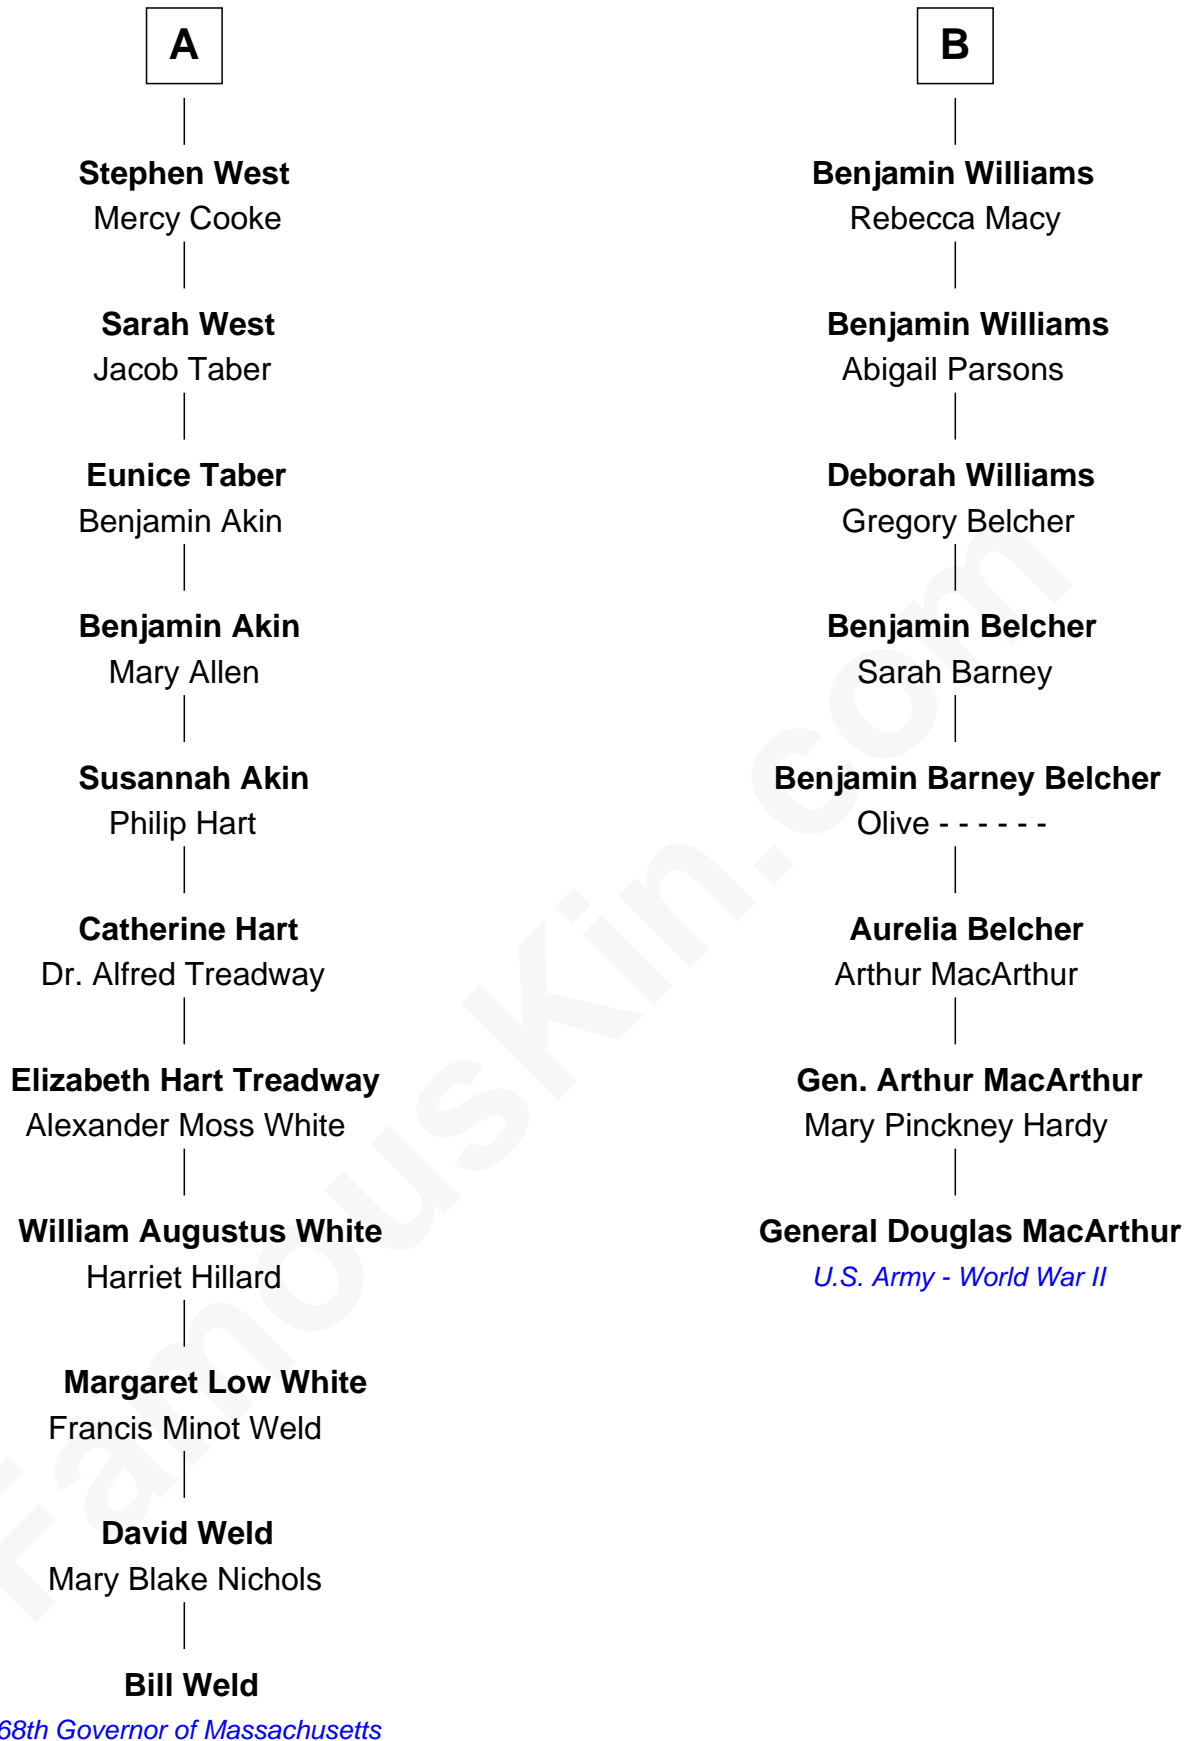 A
Stephen West
Mercy Cooke
Sarah West
Jacob Taber
Eunice Taber
Benjamin Akin
Benjamin Akin
Mary Allen
Susannah Akin
Philip Hart
Catherine Hart
Dr. Alfred Treadway
Elizabeth Hart Treadway
Alexander Moss White
William Augustus White
Harriet Hillard
Margaret Low White
Francis Minot Weld
David Weld
Mary Blake Nichols
Bill Weld
68th Governor of Massachusetts
B
Benjamin Williams
Rebecca Macy
Benjamin Williams
Abigail Parsons
Deborah Williams
Gregory Belcher
Benjamin Belcher
Sarah Barney
Benjamin Barney Belcher
Olive - - - - - -
Aurelia Belcher
Arthur MacArthur
Gen. Arthur MacArthur
Mary Pinckney Hardy
General Douglas MacArthur
U.S. Army - World War II
FamousKin.com